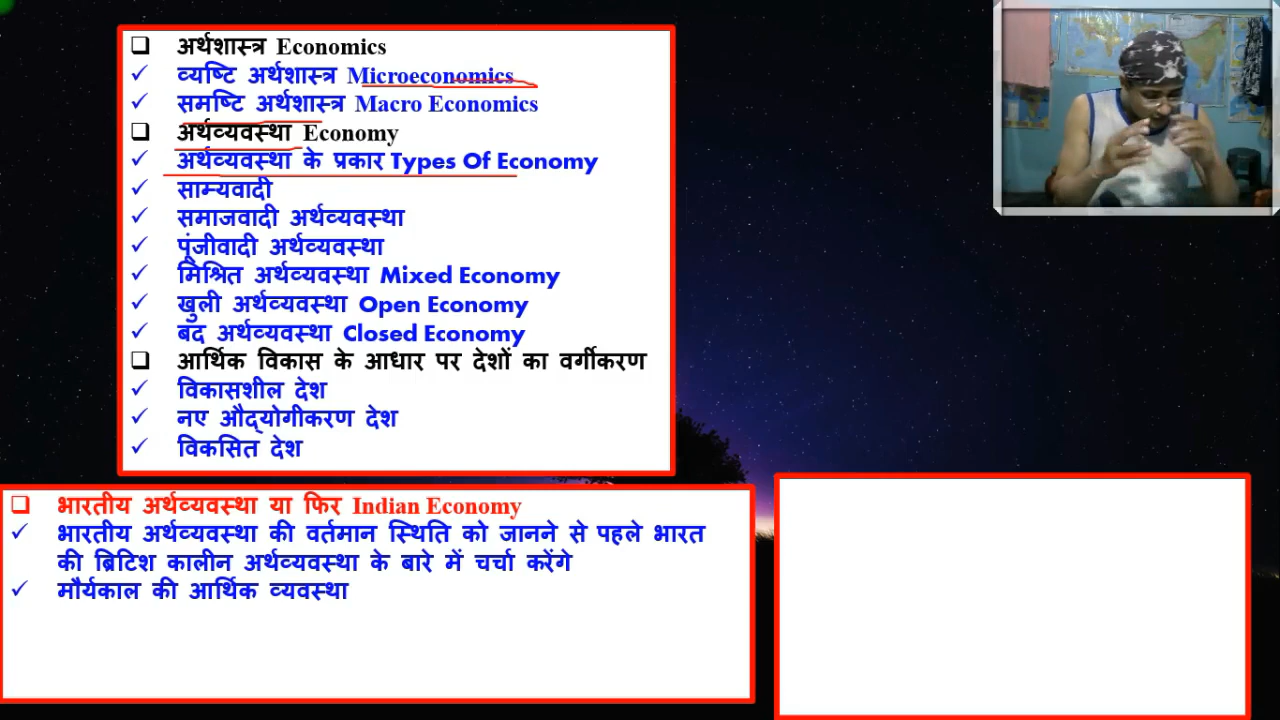 ❑ अर्थशास्त्र Economics
✓ व्यष्टि अर्थशास्त्र Microeconomics
✓ समष्टि अर्थशास्त्र Macro Economics
❑ अर्थव्यवस्था Economy
✓ अर्थव्यवस्था के प्रकार Types Of Economy
✓ साम्यवादी
✓ समाजवादी अर्थव्यवस्था
✓ पूंजीवादी अर्थव्यवस्था
✓ मिश्रित अर्थव्यवस्था Mixed Economy
✓ खुली अर्थव्यवस्था Open Economy
✓ बंद अर्थव्यवस्था Closed Economy
❑ आर्थिक विकास के आधार पर देशों का वर्गीकरण
✓ विकासशील देश
✓ नए औद्योगीकरण देश
✓ विकसित देश
❑ भारतीय अर्थव्यवस्था या फिर Indian Economy
✓ भारतीय अर्थव्यवस्था की वर्तमान स्थिति को जानने से पहले भारत
की ब्रिटिश कालीन अर्थव्यवस्था के बारे में चर्चा करेंगे
✓ मौर्यकाल की आर्थिक व्यवस्था